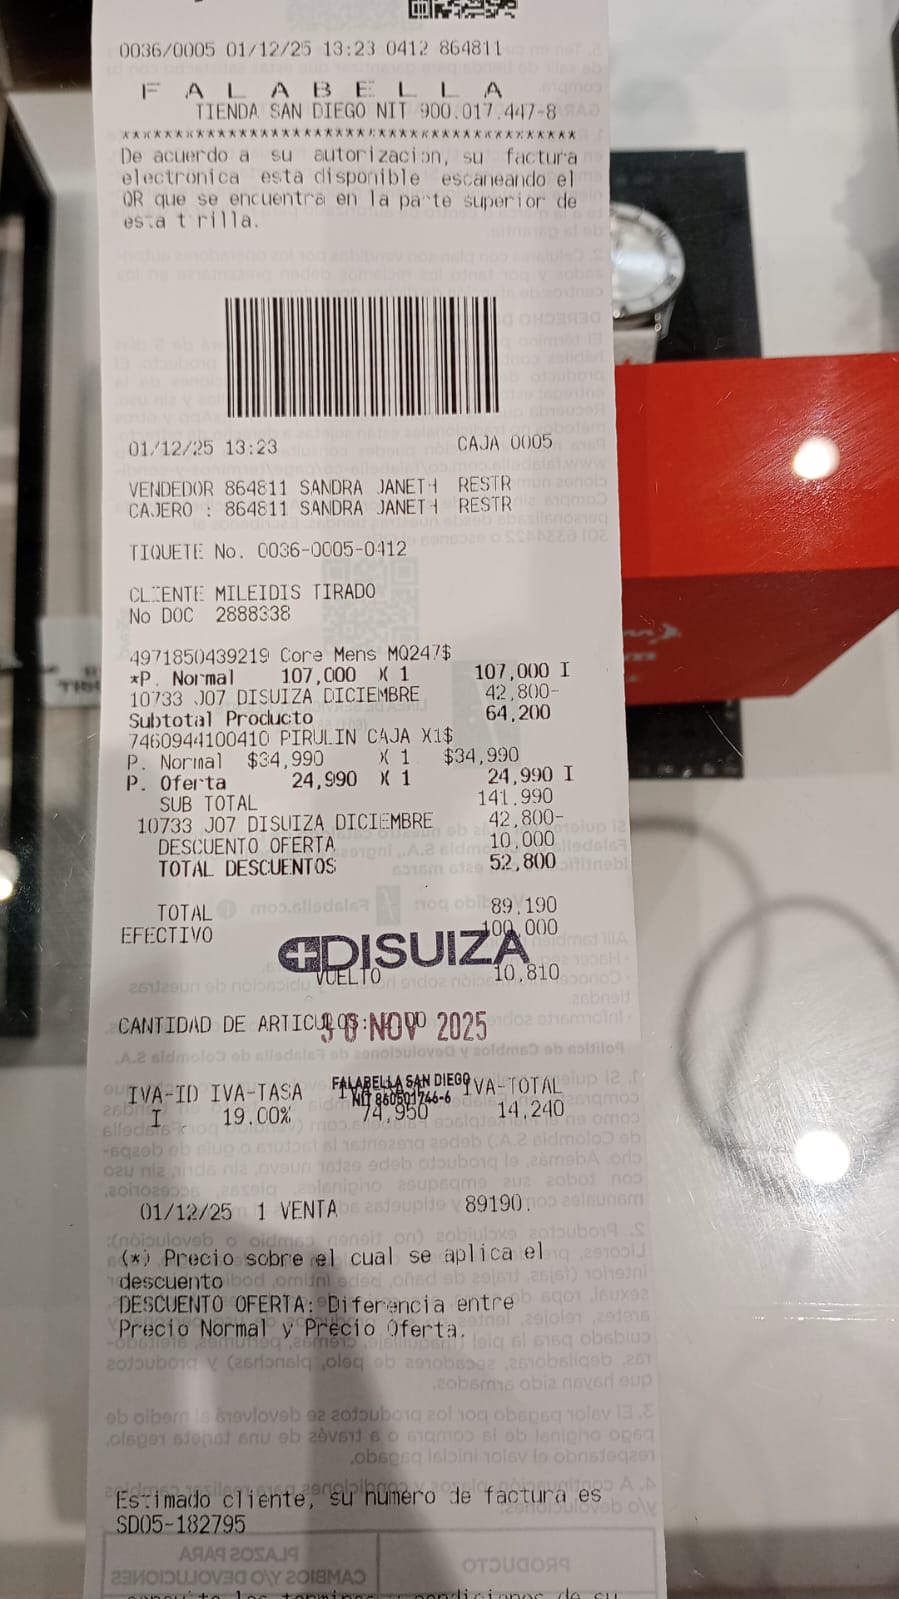 0036/0005 01/12/25 13:23 0412 864811
F A L A B E L L A
TIENDA SAN DIEGO NIT 900.017.447-8
*******************************************
De acuerdo a su autorizacion, su factura
electronica esta disponible escaneando el
QR que se encuentra en la parte superior de
esta tirilla.
01/12/25 13:23 CAJA 0005
VENDEDOR 864811 SANDRA JANETH RESTR
CAJERO : 864811 SANDRA JANETH RESTR
TIQUETE No. 0036-0005-0412
CLIENTE MILEIDIS TIRADO
No DOC 2888338
4971850439219 Core Mens MQ247$
*P. Normal 107,000 X 1 107,000 I
10733 J07 DISUIZA DICIEMBRE 42,800-
Subtotal Producto 64,200
7460944100410 PIRULIN CAJA X1$
P. Normal $34,990 X 1 $34,990
P. Oferta 24,990 X 1 24,990 I
SUB TOTAL 141,990
10733 J07 DISUIZA DICIEMBRE 42,800-
DESCUENTO OFERTA 10,000
TOTAL DESCUENTOS 52,800
TOTAL 89,190
EFECTIVO 100,000
DISUIZA
VUELTO 10,810
CANTIDAD DE ARTICULOS:
30 NOV 2025
FALABELLA SAN DIEGO
NIT 860501746-6
IVA-ID IVA-TASA IVA-TOTAL
I 19.00% 74,950 14,240
01/12/25 1 VENTA 89190.
(*) Precio sobre el cual se aplica el
descuento
DESCUENTO OFERTA: Diferencia entre
Precio Normal y Precio Oferta.
Estimado cliente, su numero de factura es
SD05-182795